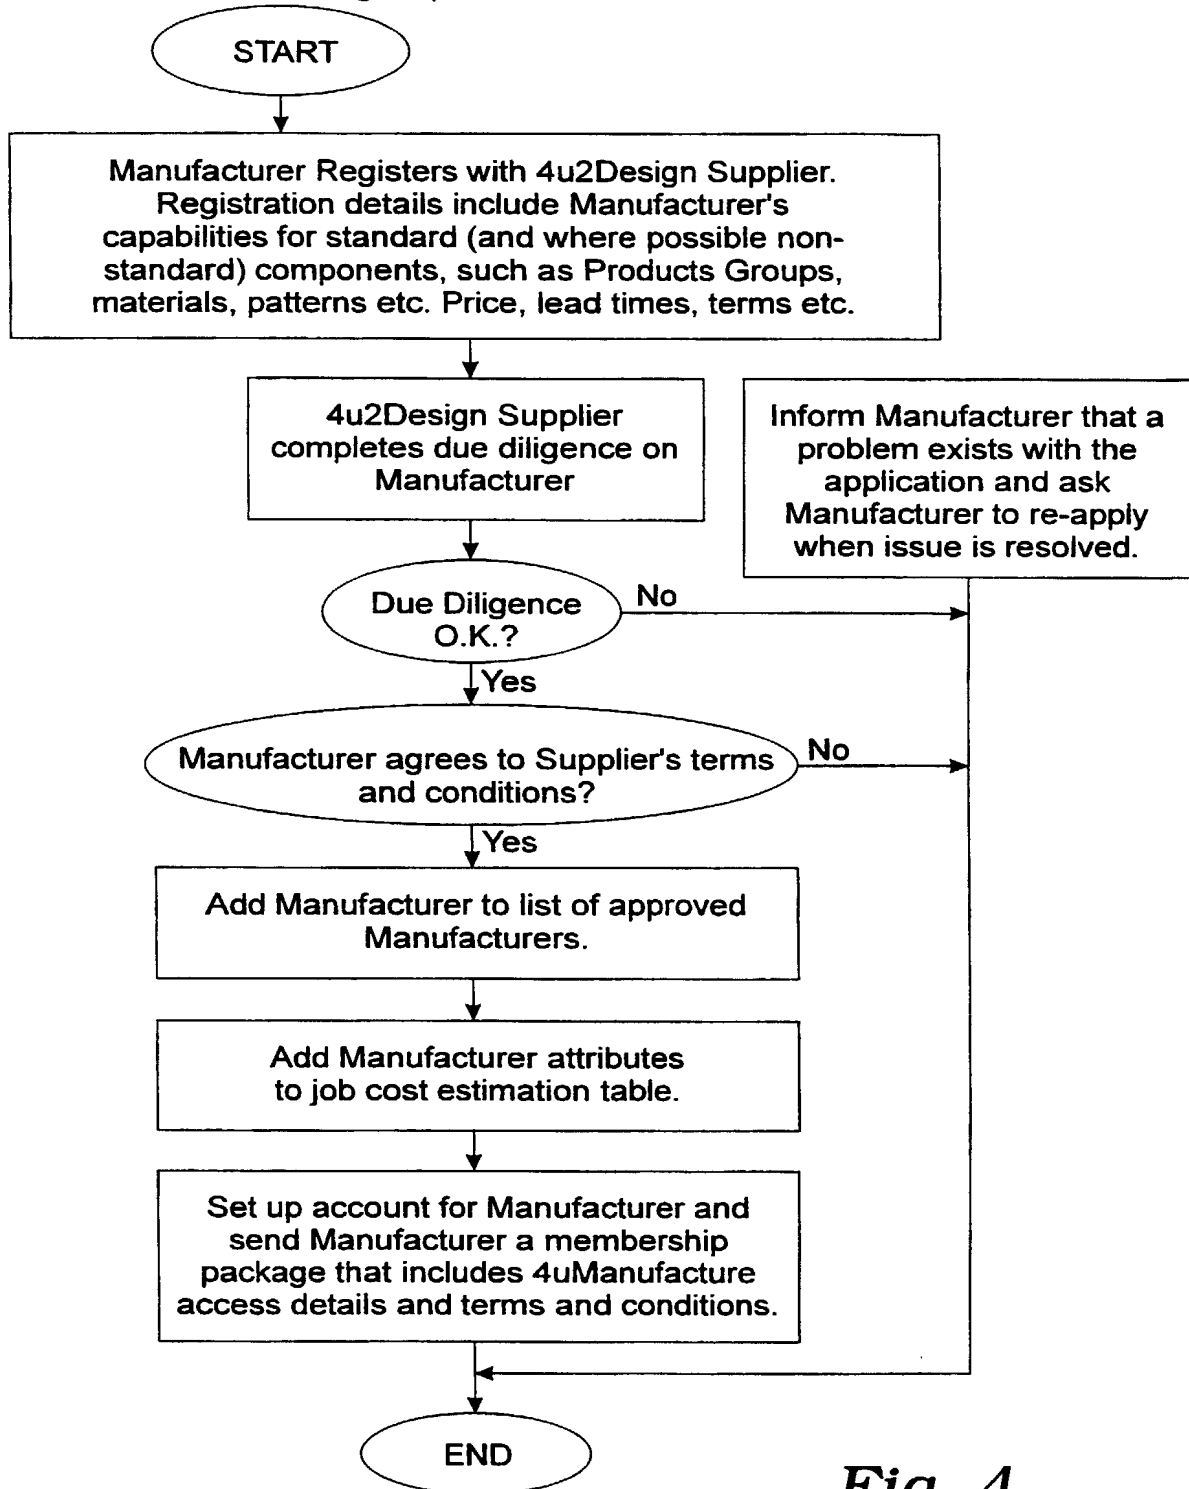 START
Manufacturer Registers with 4u2Design Supplier.
Registration details include Manufacturer's
capabilities for standard (and where possible non-
standard) components, such as Products Groups,
materials, patterns etc. Price, lead times, terms etc.
4u2Design Supplier
completes due diligence on
Manufacturer
Inform Manufacturer that a
problem exists with the
application and ask
Manufacturer to re-apply
when issue is resolved.
Due Diligence
O.K.?
No
Yes
Manufacturer agrees to Supplier's terms
and conditions?
No
Yes
Add Manufacturer to list of approved
Manufacturers.
Add Manufacturer attributes
to job cost estimation table.
Set up account for Manufacturer and
send Manufacturer a membership
package that includes 4uManufacture
access details and terms and conditions.
END
Fig. 4